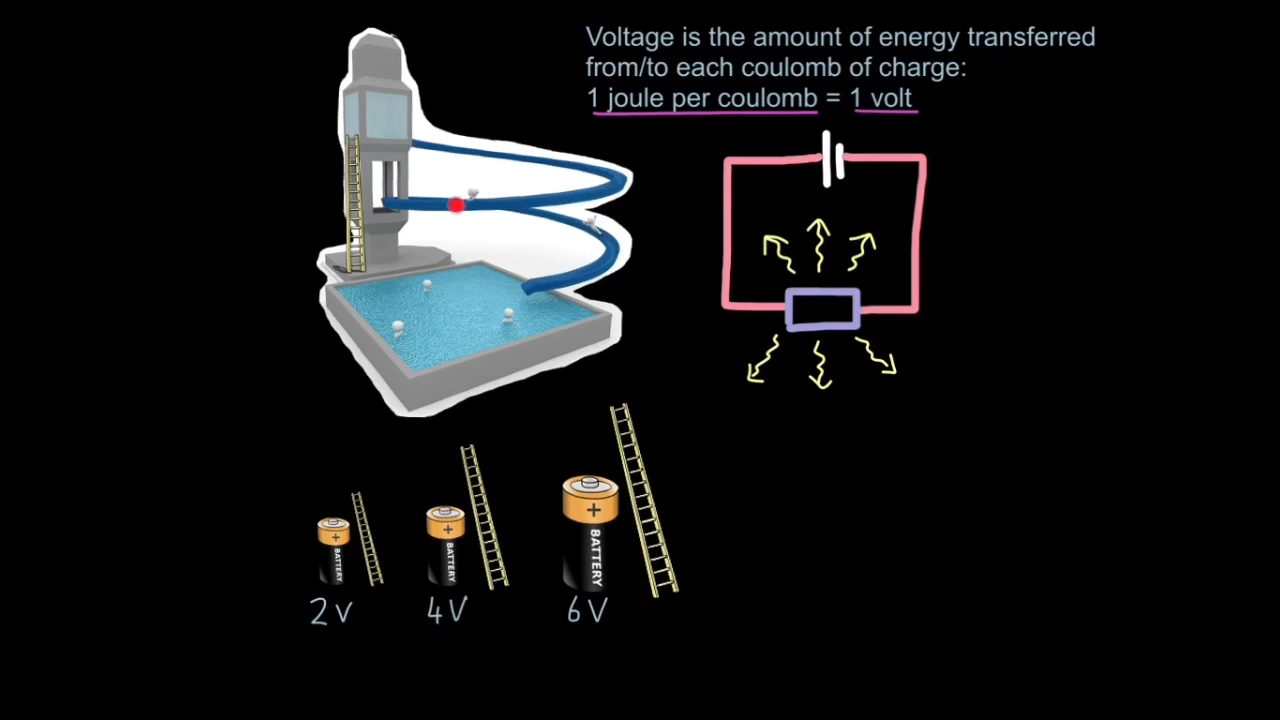 Voltage is the amount of energy transferred
from/to each coulomb of charge:
1 joule per coulomb = 1 volt
+
BATTERY
2V
+
BATTERY
4V
+
BATTERY
6V